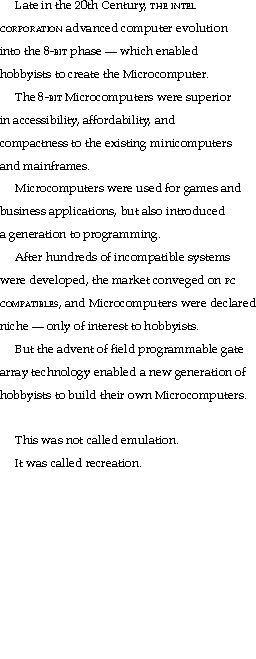 Late in the 20th Century, THE INTEL
CORPORATION advanced computer evolution
into the 8-BIT phase — which enabled
hobbyists to create the Microcomputer.
The 8-BIT Microcomputers were superior
in accessibility, affordability, and
compactness to the existing minicomputers
and mainframes.
Microcomputers were used for games and
business applications, but also introduced
a generation to programming.
After hundreds of incompatible systems
were developed, the market conveged on PC
COMPATIBLES, and Microcomputers were declared
niche — only of interest to hobbyists.
But the advent of field programmable gate
array technology enabled a new generation of
hobbyists to build their own Microcomputers.
This was not called emulation.
It was called recreation.